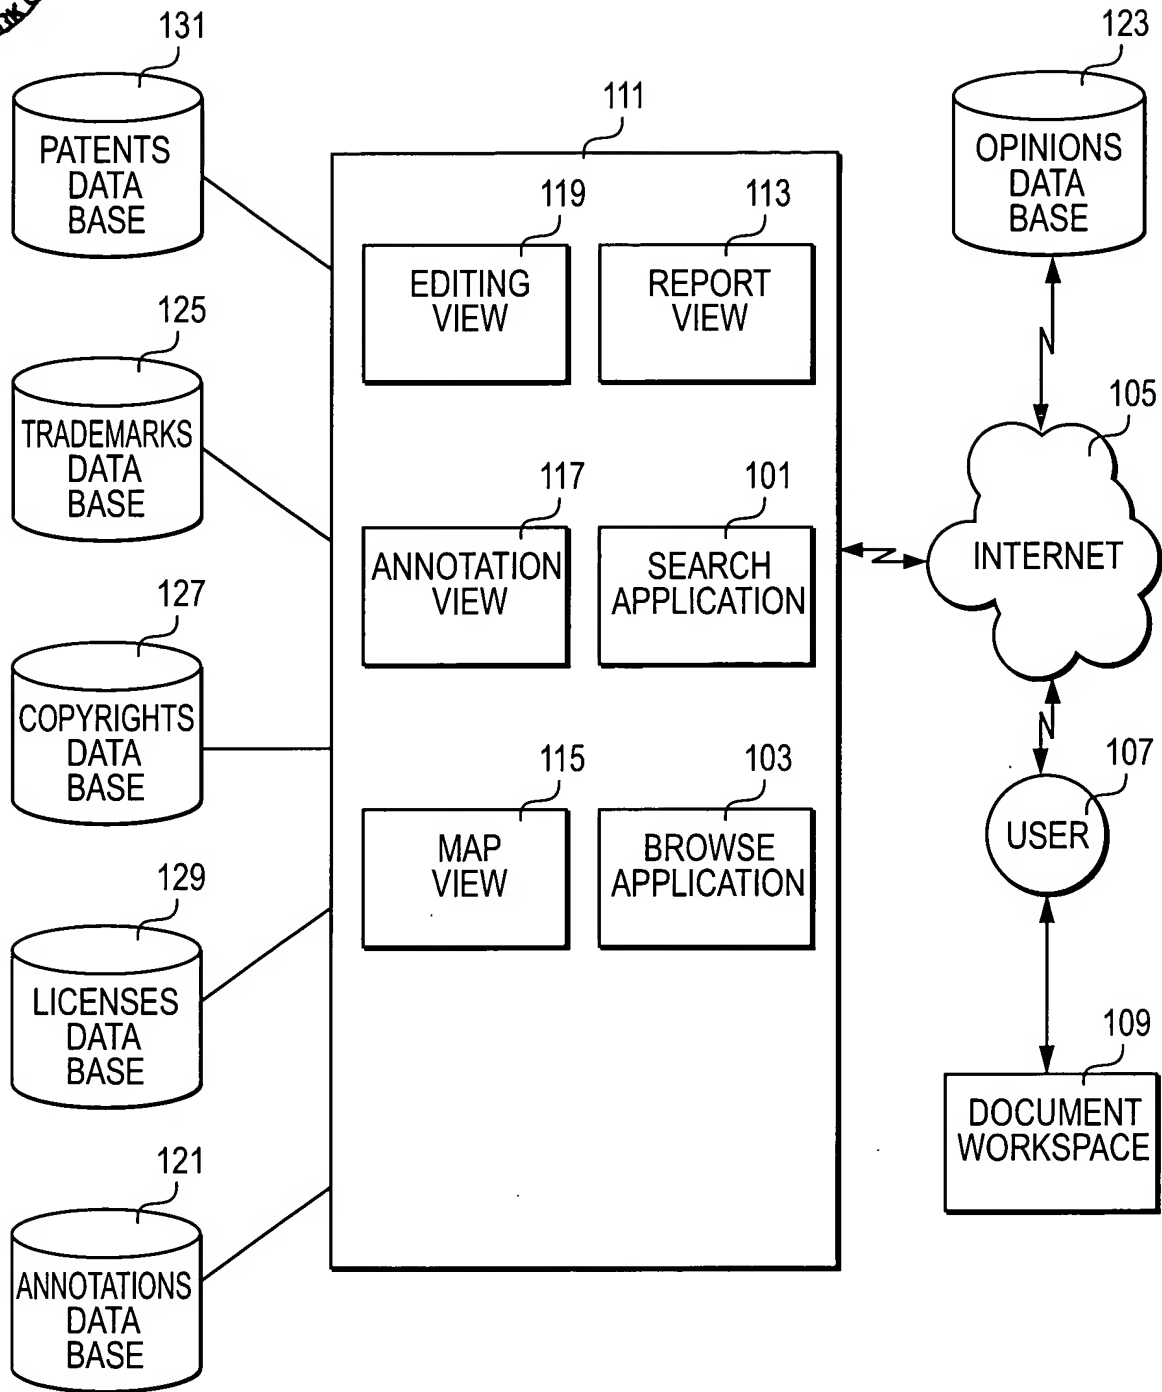 131
PATENTS
DATA
BASE
125
TRADEMARKS
DATA
BASE
127
COPYRIGHTS
DATA
BASE
129
LICENSES
DATA
BASE
121
ANNOTATIONS
DATA
BASE
111
119
EDITING
VIEW
113
REPORT
VIEW
117
ANNOTATION
VIEW
101
SEARCH
APPLICATION
115
MAP
VIEW
103
BROWSE
APPLICATION
123
OPINIONS
DATA
BASE
105
INTERNET
107
USER
109
DOCUMENT
WORKSPACE